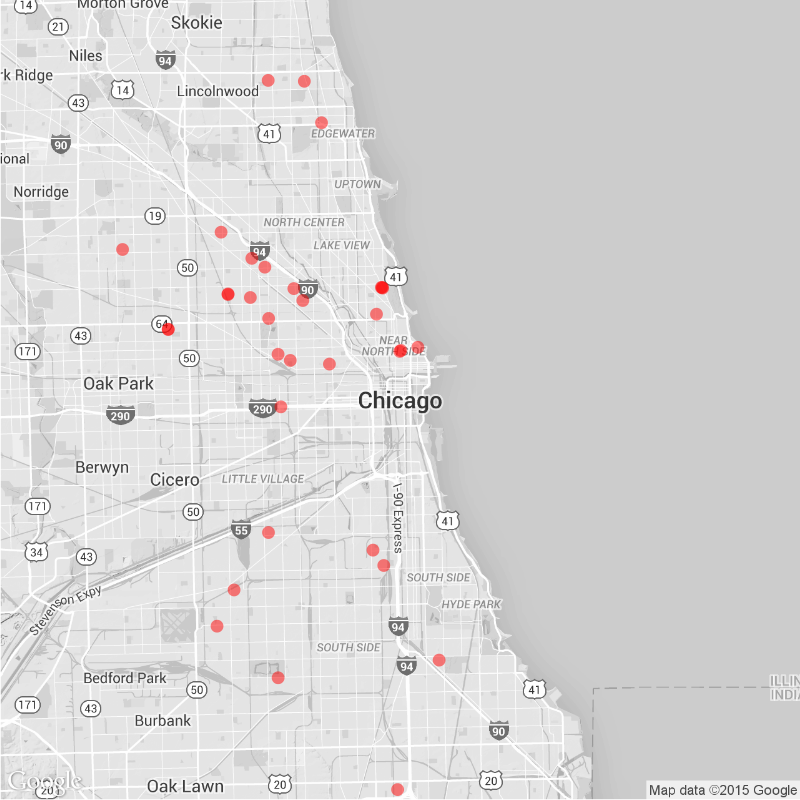 14
Morton Grove
21
Skokie
Niles
94
rk Ridge
14
Lincolnwood
43
41
EDGEWATER
90
ional
Norridge
UPTOWN
19
NORTH CENTER
LAKE VIEW
94
50
41
90
64
43
171
50
NEAR
NORTH SIDE
Oak Park
290
290
Chicago
Berwyn
Cicero
LITTLE VILLAGE
171
50
I-90 Express
41
55
34
43
SOUTH SIDE
Stevenson Expy
HYDE PARK
94
SOUTH SIDE
94
Bedford Park
50
41
ILLIN
INDIA
171
43
Burbank
90
Google
20
Oak Lawn
20
20
Map data ©2015 Google